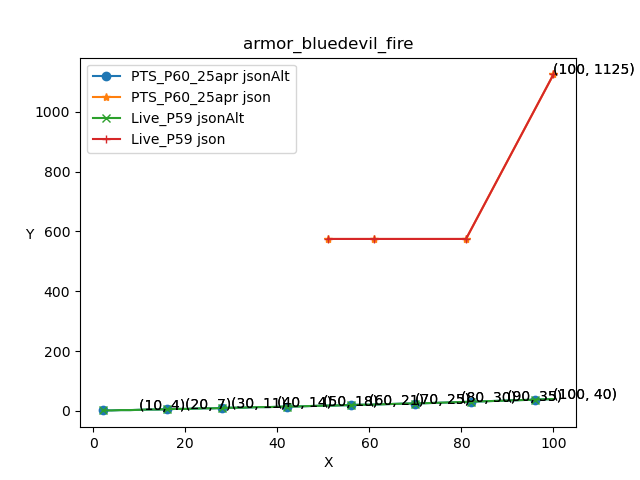 armor_bluedevil_fire
PTS_P60_25apr jsonAlt
PTS_P60_25apr json
Live_P59 jsonAlt
Live_P59 json
(100, 1125)
1000
800
Y
600
400
200
0
(10, 4)
(20, 7)
(30, 11)
(40, 14)
(50, 18)
(60, 21)
(70, 25)
(80, 30)
(90, 35)
(100, 40)
0 20 40 60 80 100
X